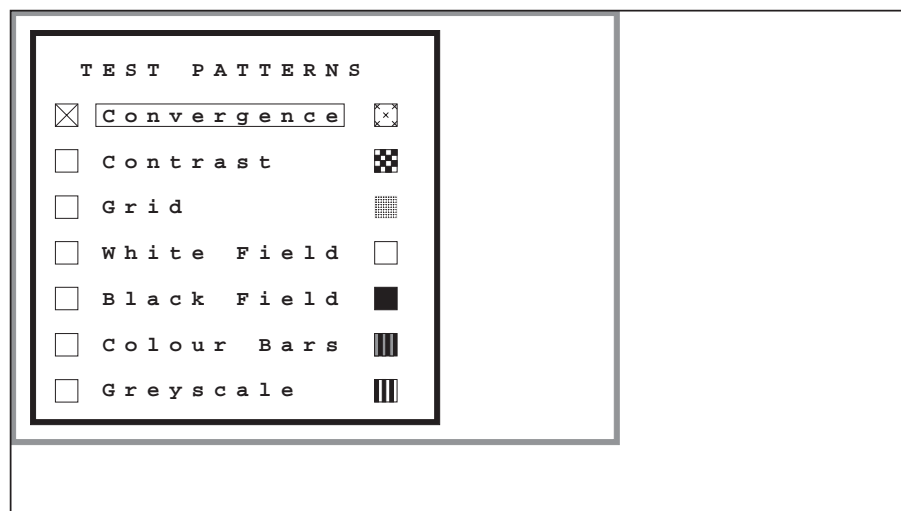 TEST PATTERNS
Convergence
Contrast
Grid
White Field
Black Field
Colour Bars
Greyscale